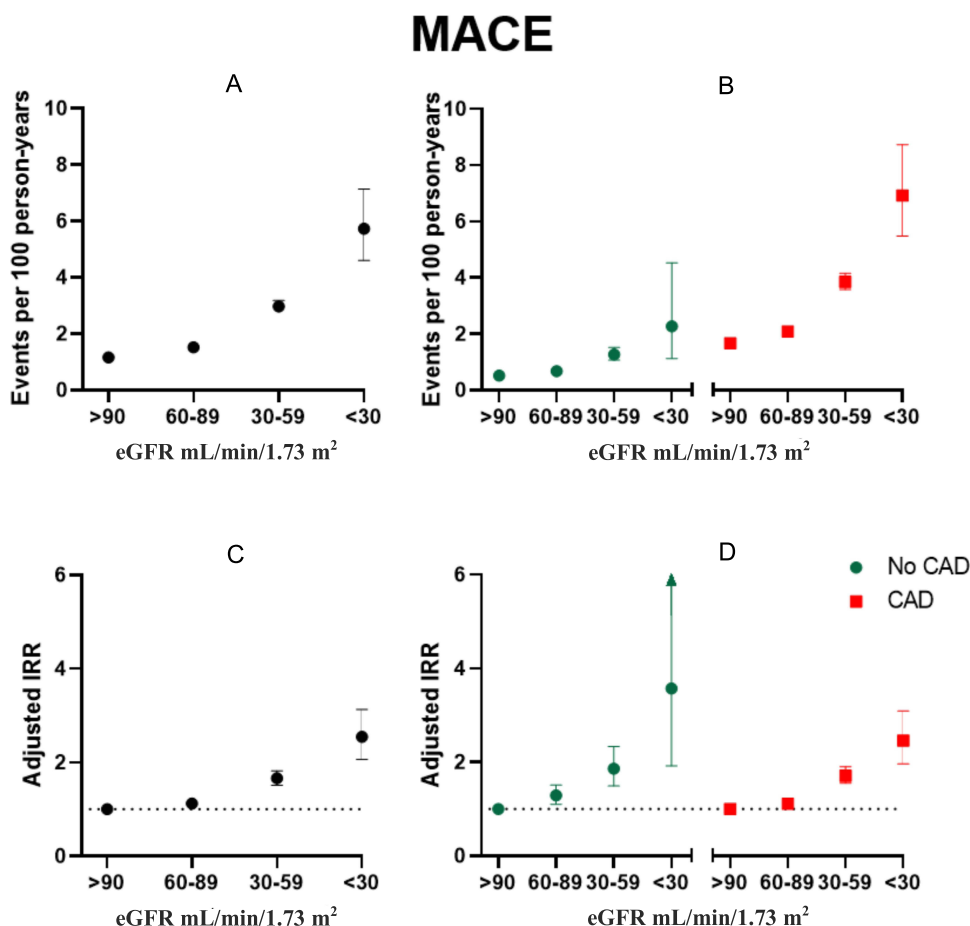 MACE
A
Events per 100 person-years
10
8
6
4
2
0
>90 60-89 30-59 <30
eGFR mL/min/1.73 m²
B
Events per 100 person-years
10
8
6
4
2
0
>90 60-89 30-59 <30 >90 60-89 30-59 <30
eGFR mL/min/1.73 m²
C
Adjusted IRR
6
4
2
0
>90 60-89 30-59 <30
eGFR mL/min/1.73 m²
D
Adjusted IRR
6
4
2
0
>90 60-89 30-59 <30 >90 60-89 30-59 <30
eGFR mL/min/1.73 m²
No CAD
CAD